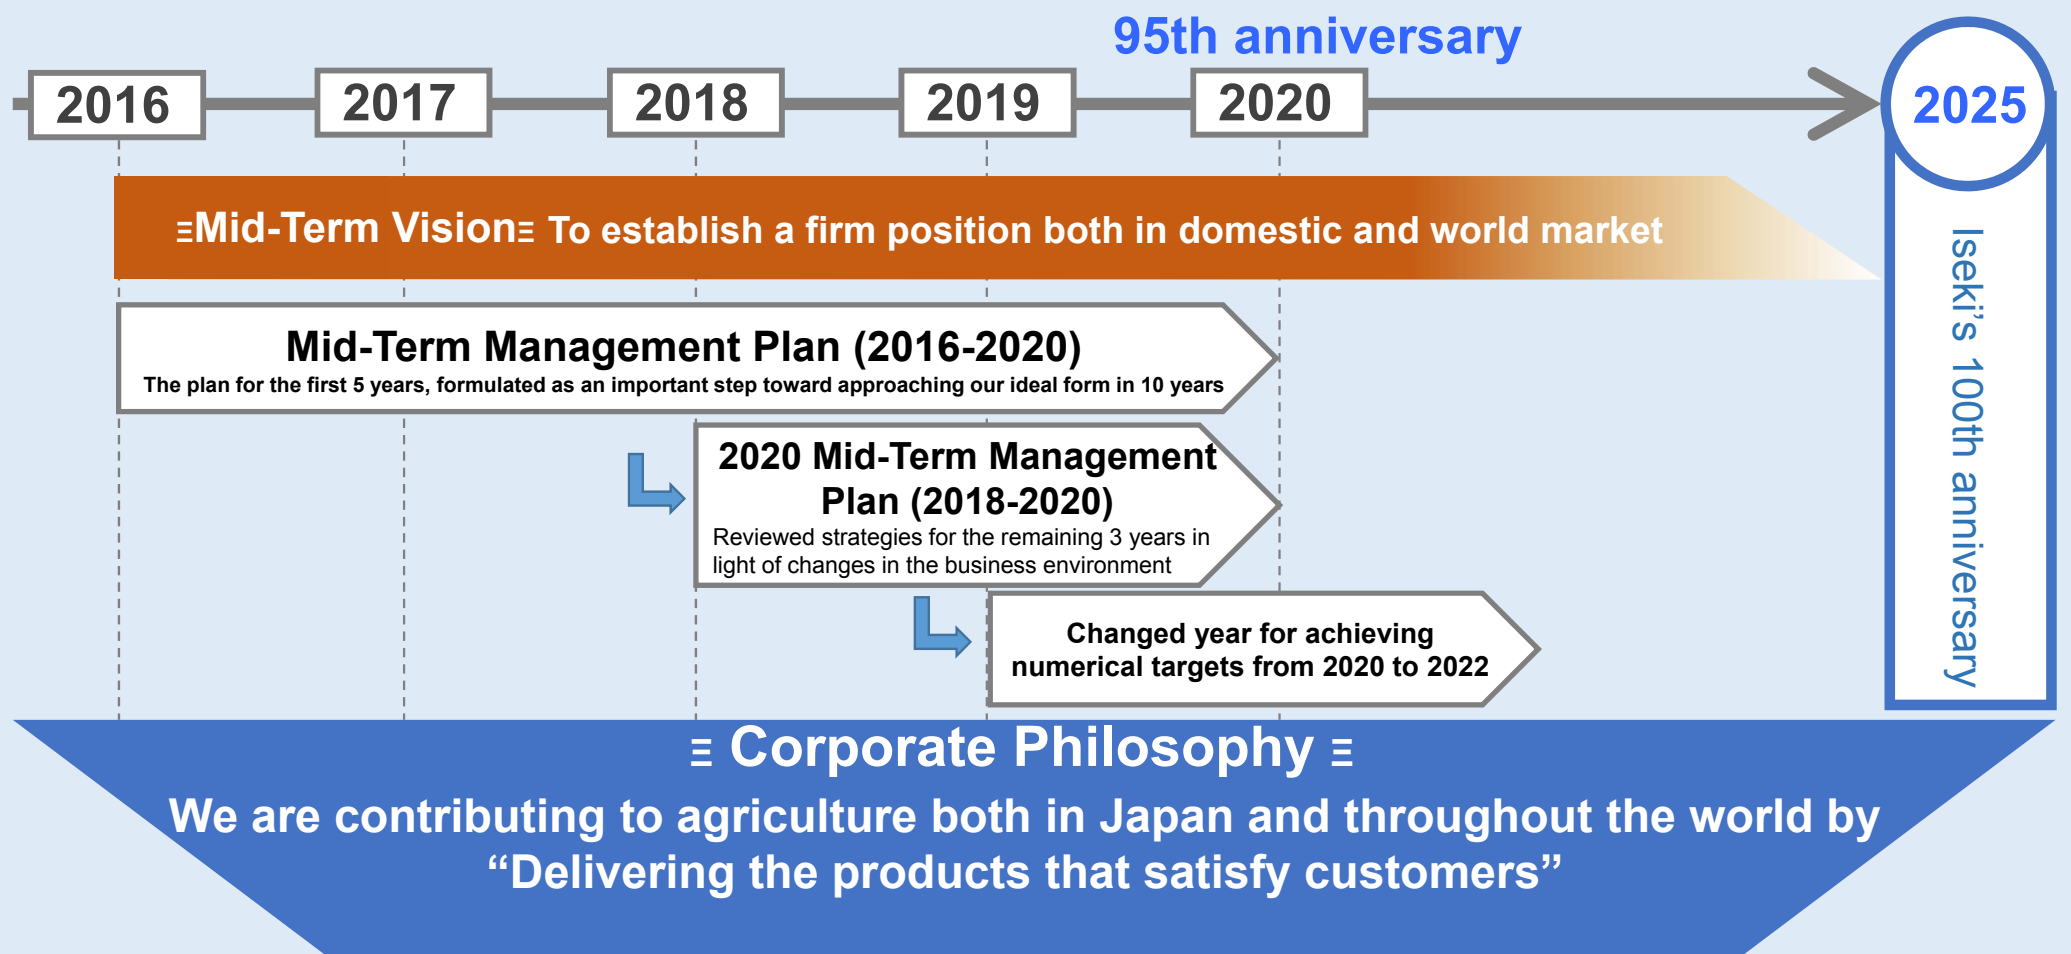 95th anniversary
2016
2017
2018
2019
2020
2025
ΞMid-Term VisionΞ To establish a firm position both in domestic and world market
Mid-Term Management Plan (2016-2020)
The plan for the first 5 years, formulated as an important step toward approaching our ideal form in 10 years
2020 Mid-Term Management
Plan (2018-2020)
Reviewed strategies for the remaining 3 years in
light of changes in the business environment
Changed year for achieving
numerical targets from 2020 to 2022
Iseki’s 100th anniversary
Ξ Corporate Philosophy Ξ
We are contributing to agriculture both in Japan and throughout the world by
“Delivering the products that satisfy customers”